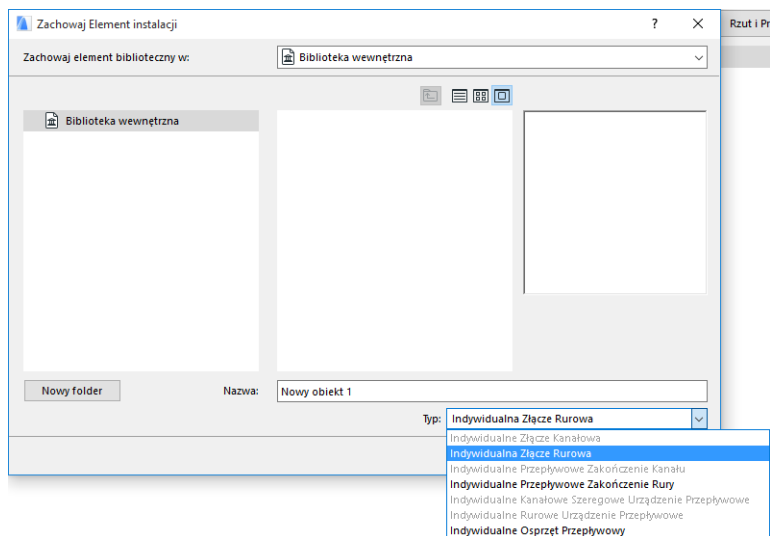 Zachowaj Element instalacji
?
Rzut i Pr
Zachowaj element biblioteczny w:
Biblioteka wewnętrzna
Biblioteka wewnętrzna
Nowy folder
Nazwa:
Nowy obiekt 1
Typ:
Indywidualna Złącze Rurowa
Indywidualne Złącze Kanałowa
Indywidualna Złącze Rurowa
Indywidualne Przepływowe Zakończenie Kanału
Indywidualne Przepływowe Zakończenie Rury
Indywidualne Kanałowe Szeregowe Urządzenie Przepływowe
Indywidualne Rurowe Urządzenie Przepływowe
Indywidualne Osprzęt Przepływowy